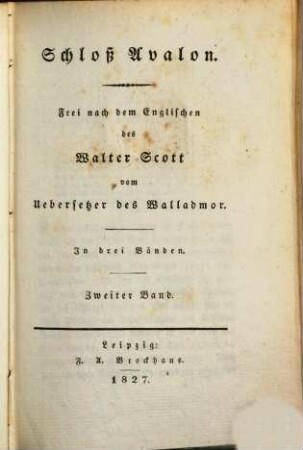 Schloß Avalon.
Frei nach dem Englischen
des
Walter Scott
vom
Uebersetzer des Walladmor.
In drei Bänden.
Zweiter Band.
Leipzig:
F. A. Brockhaus.
1827.